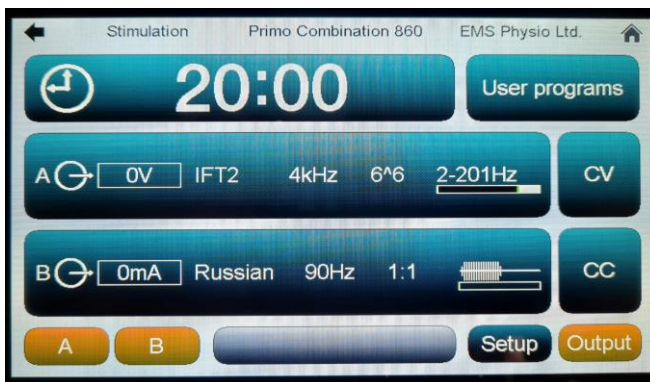 Stimulation Primo Combination 860 EMS Physio Ltd.
20:00 User programs
A 0V IFT2 4kHz 6^6 2-201Hz CV
B 0mA Russian 90Hz 1:1 CC
A B Setup Output